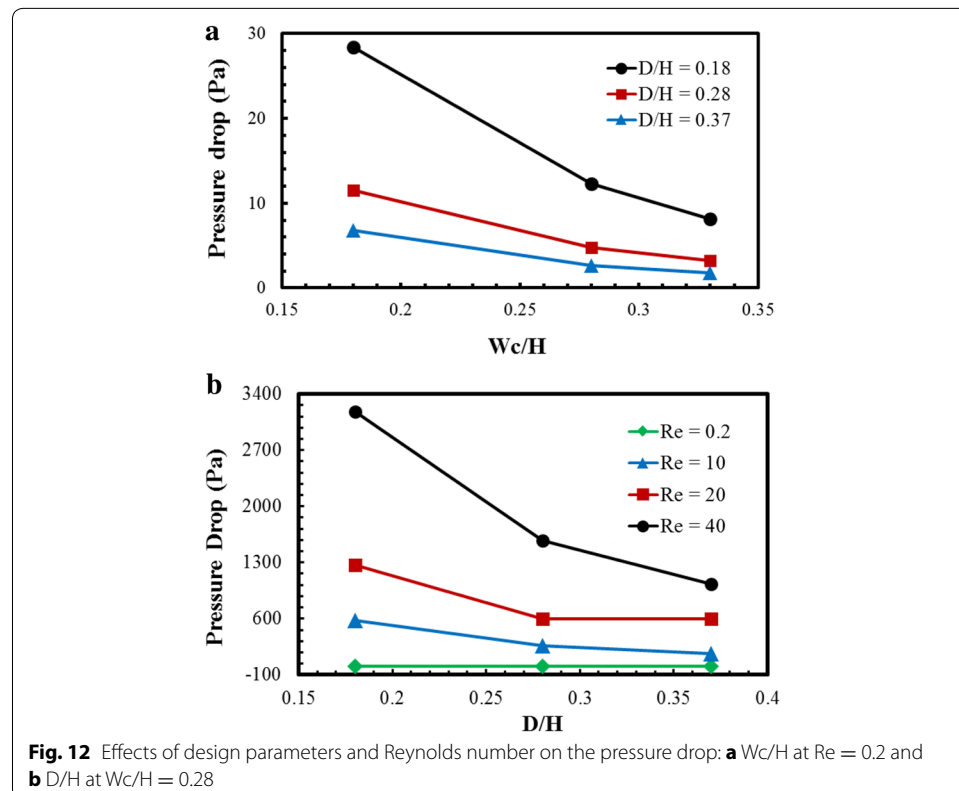 a
30
20
10
0
Pressure drop (Pa)
D/H = 0.18
D/H = 0.28
D/H = 0.37
0.15 0.2 0.25 0.3 0.35
Wc/H
b
3400
2700
2000
1300
600
-100
Pressure Drop (Pa)
Re = 0.2
Re = 10
Re = 20
Re = 40
0.15 0.2 0.25 0.3 0.35 0.4
D/H
Fig. 12 Effects of design parameters and Reynolds number on the pressure drop: a Wc/H at Re = 0.2 and
b D/H at Wc/H = 0.28